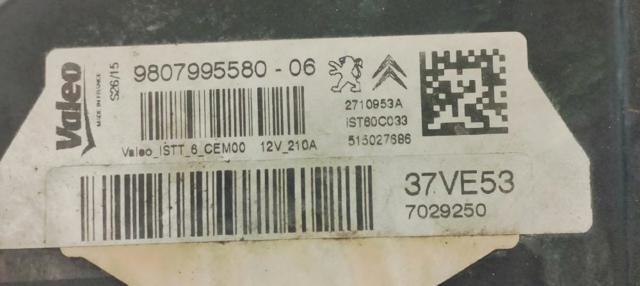 Valeo
MADE IN FRANCE
S26/15
9807995580 - 06
2710953A
iST60C033
515027686
Valeo_ISTT_6_CEM00 12V_210A
37VE53
7029250